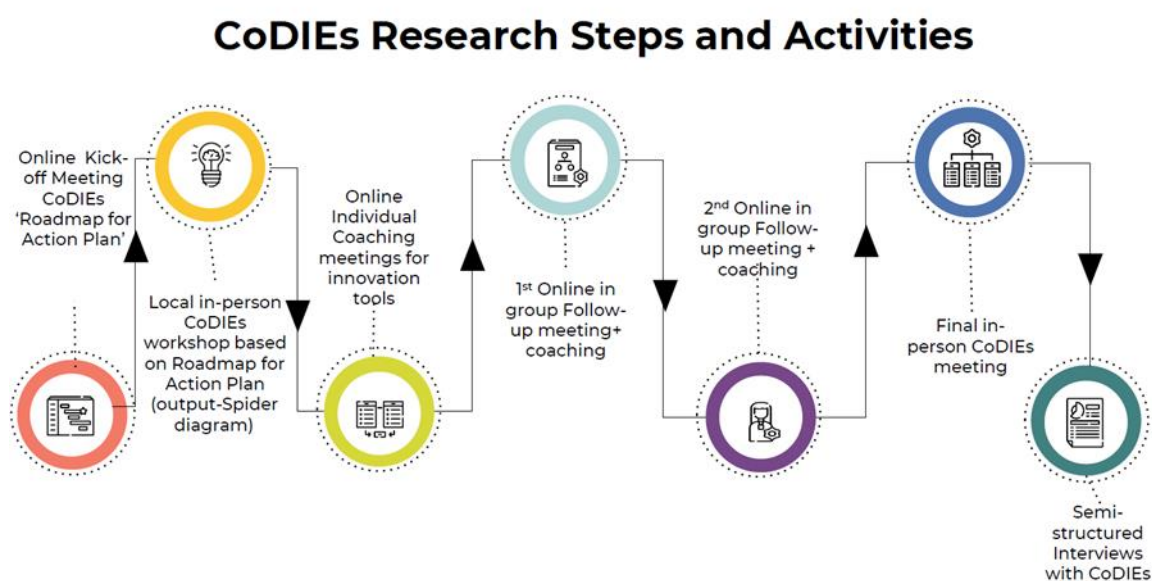 CoDIEs Research Steps and Activities
Online Kick-
off Meeting
CoDIEs
‘Roadmap for
Action Plan’
Local in-person
CoDIEs
workshop based
on Roadmap for
Action Plan
(output-Spider
diagram)
Online
Individual
Coaching
meetings for
innovation
tools
1st Online in
group Follow-
up meeting+
coaching
2nd Online in
group Follow-
up meeting +
coaching
Final in-
person CoDIEs
meeting
Semi-
structured
Interviews
with CoDIEs